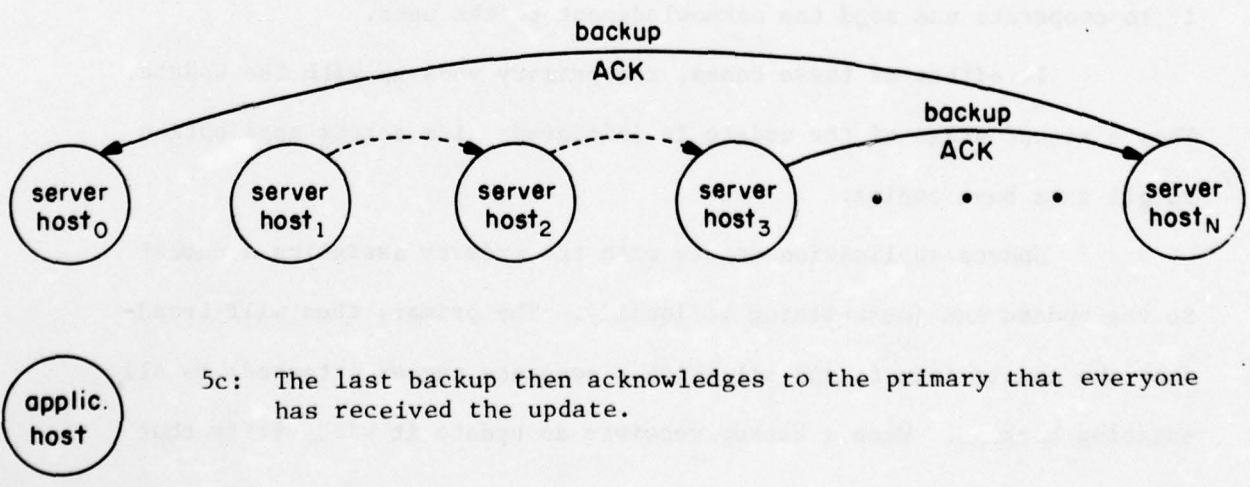 backup
ACK
backup
ACK
server
host0
server
host1
server
host2
server
host3
server
hostN
applic.
host
5c: The last backup then acknowledges to the primary that everyone
has received the update.